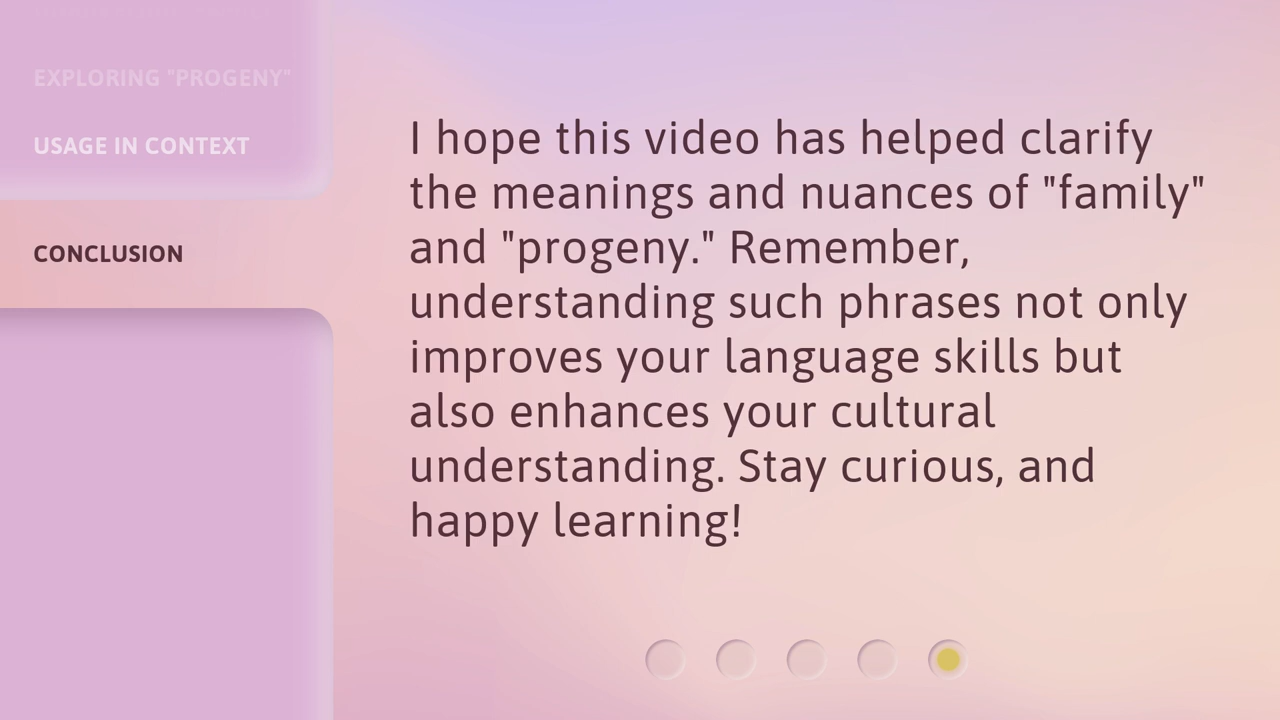 EXPLORING "PROGENY"
USAGE IN CONTEXT
CONCLUSION
I hope this video has helped clarify
the meanings and nuances of "family"
and "progeny." Remember,
understanding such phrases not only
improves your language skills but
also enhances your cultural
understanding. Stay curious, and
happy learning!